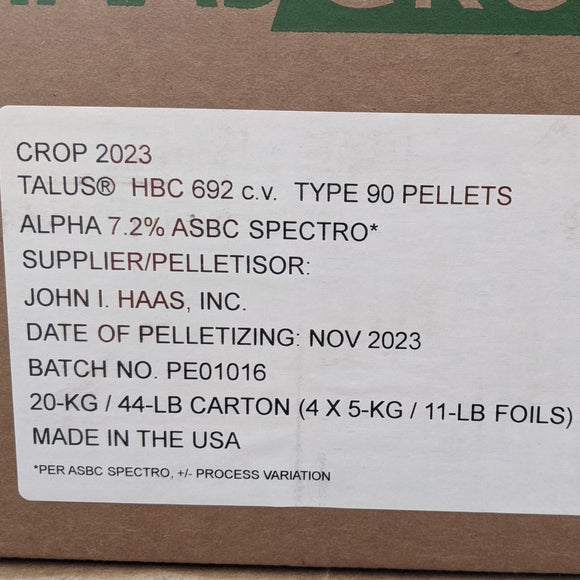 CROP 2023
TALUS® HBC 692 c.v. TYPE 90 PELLETS
ALPHA 7.2% ASBC SPECTRO*
SUPPLIER/PELLETISOR:
JOHN I. HAAS, INC.
DATE OF PELLETIZING: NOV 2023
BATCH NO. PE01016
20-KG / 44-LB CARTON (4 X 5-KG / 11-LB FOILS)
MADE IN THE USA
*PER ASBC SPECTRO, +/- PROCESS VARIATION